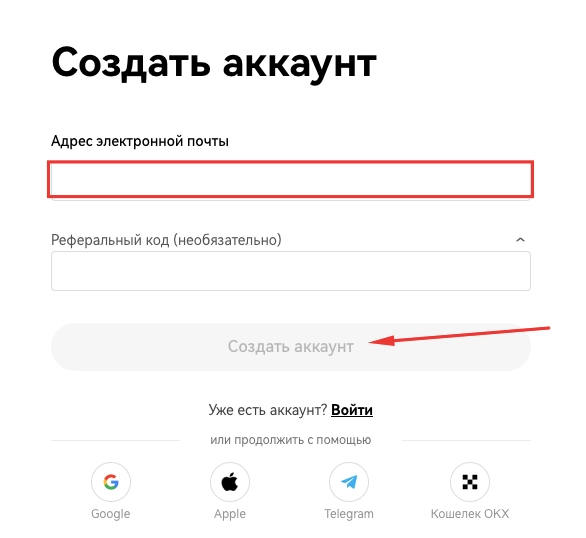 Создать аккаунт
Адрес электронной почты
Реферальный код (необязательно)
Создать аккаунт
Уже есть аккаунт? Войти
или продолжить с помощью
Google Apple Telegram Кошелек OKX